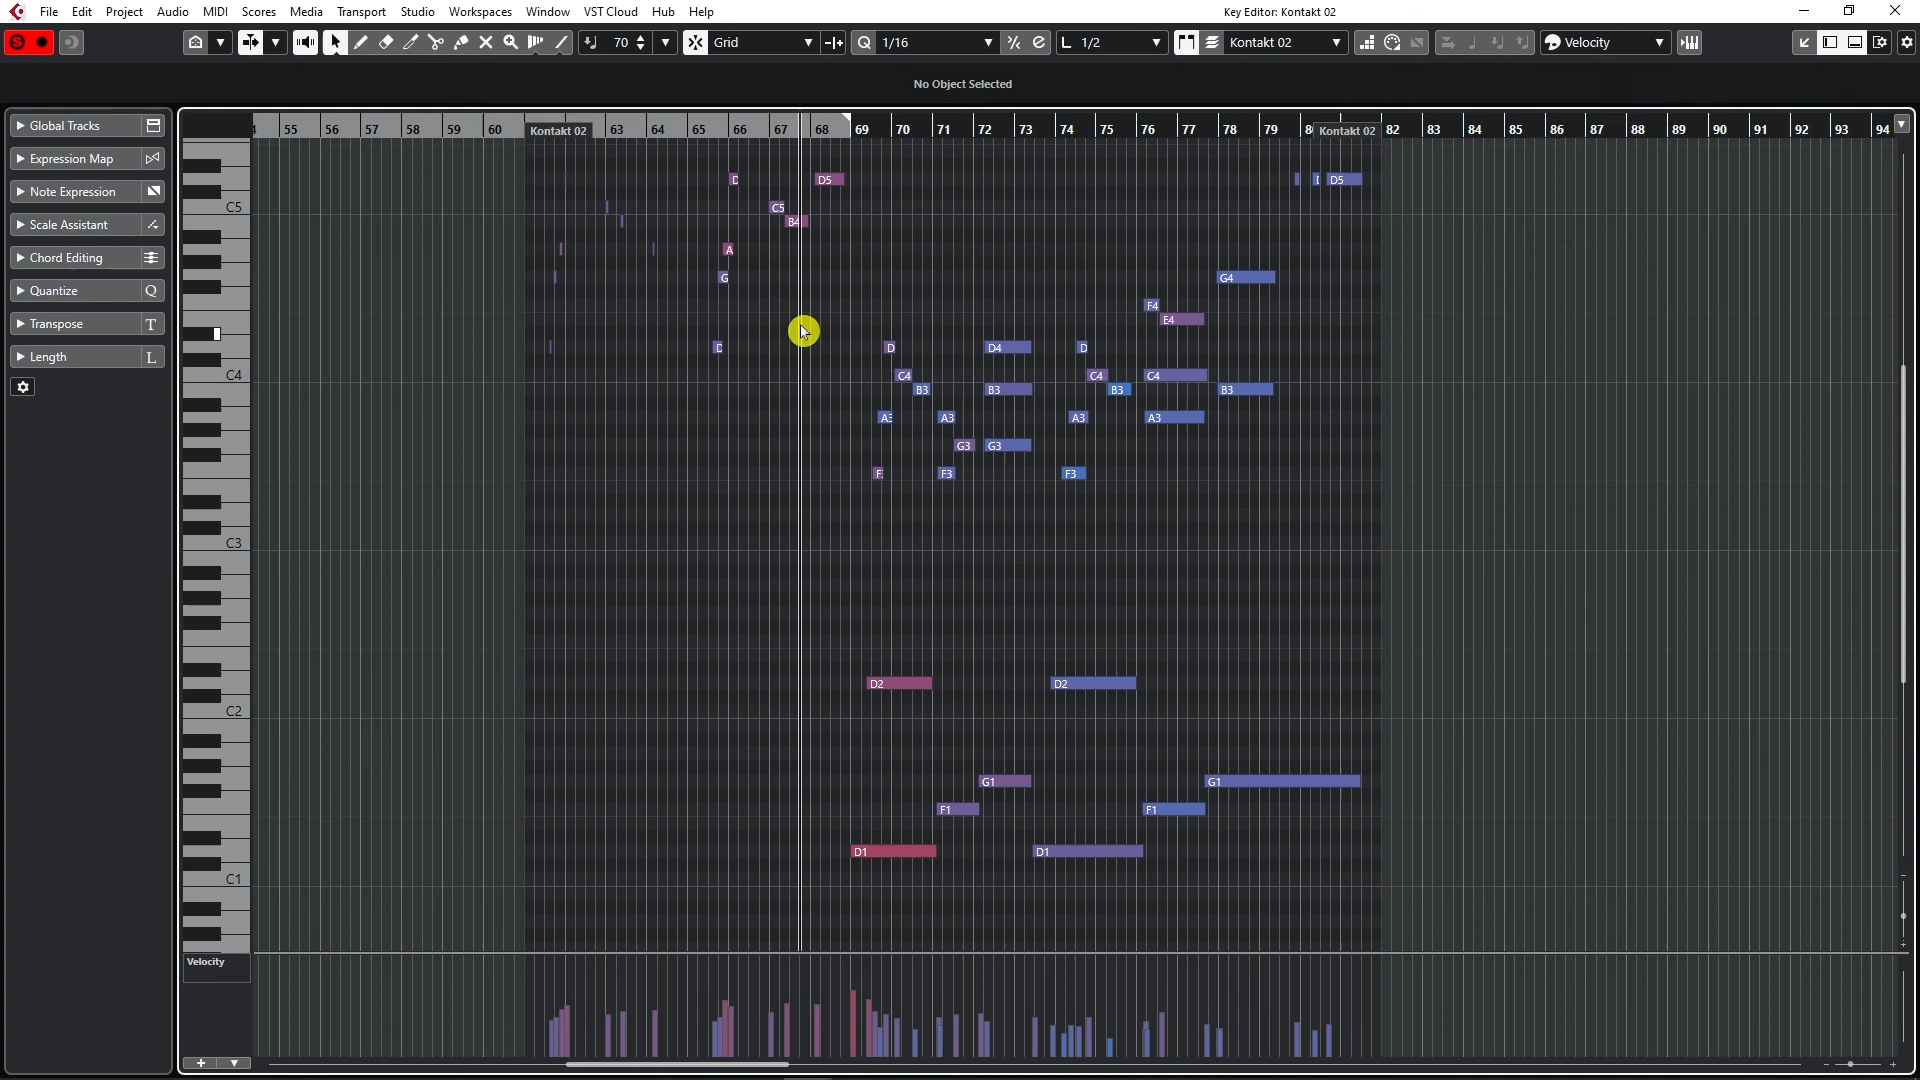 File Edit Project Audio MIDI Scores Media Transport Studio Workspaces Window VST Cloud Hub Help
Key Editor: Kontakt 02
S 70 Grid Q 1/16 e L 1/2 Kontakt 02 Velocity
No Object Selected
Global Tracks
Expression Map
Note Expression
Scale Assistant
Chord Editing
Quantize Q
Transpose T
Length L
55 56 57 58 59 60 Kontakt 02 63 64 65 66 67 68 69 70 71 72 73 74 75 76 77 78 79 Kontakt 02 82 83 84 85 86 87 88 89 90 91 92 93 94
D D5 D5
C5 C5
B4
A
G G4
F4
E4
D D D4 D
C4 C4 C4 C4
B3 B3 B3 B3
A3 A3 A3 A3
G3 G3
F3 F3
C3
D2 D2
C2
G1 G1
F1 F1
D1 D1
C1
Velocity